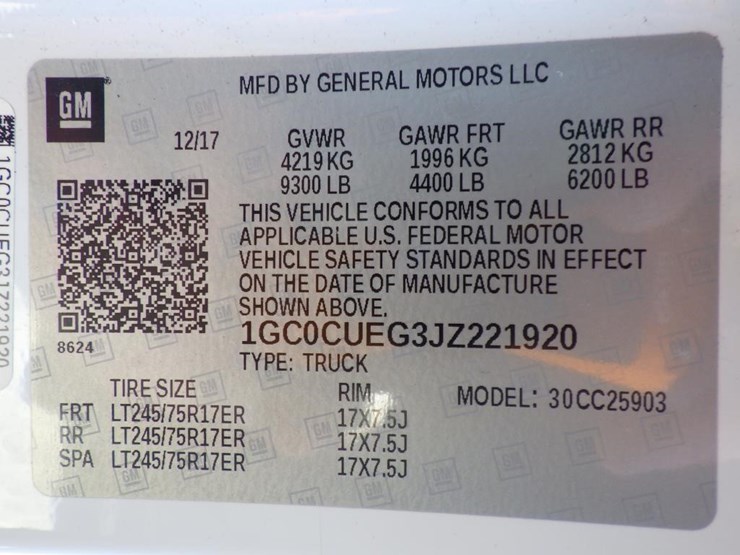 MFD BY GENERAL MOTORS LLC
GM
12/17
GVWR GAWR FRT GAWR RR
4219 KG 1996 KG 2812 KG
9300 LB 4400 LB 6200 LB
THIS VEHICLE CONFORMS TO ALL
APPLICABLE U.S. FEDERAL MOTOR
VEHICLE SAFETY STANDARDS IN EFFECT
ON THE DATE OF MANUFACTURE
SHOWN ABOVE.
8624
1GC0CUEG3JZ221920
TYPE: TRUCK
TIRE SIZE RIM MODEL: 30CC25903
FRT LT245/75R17ER 17X7.5J
RR LT245/75R17ER 17X7.5J
SPA LT245/75R17ER 17X7.5J
1GC0CUEG3JZ221920